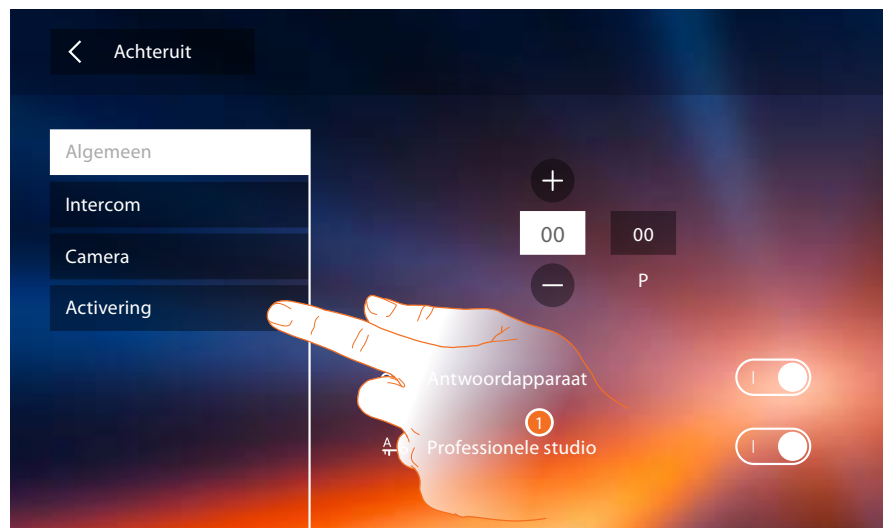 Achteruit
Algemeen
Intercom
Camera
Activering
00 00
P
Antwoordapparaat
1
A
Professionele studio